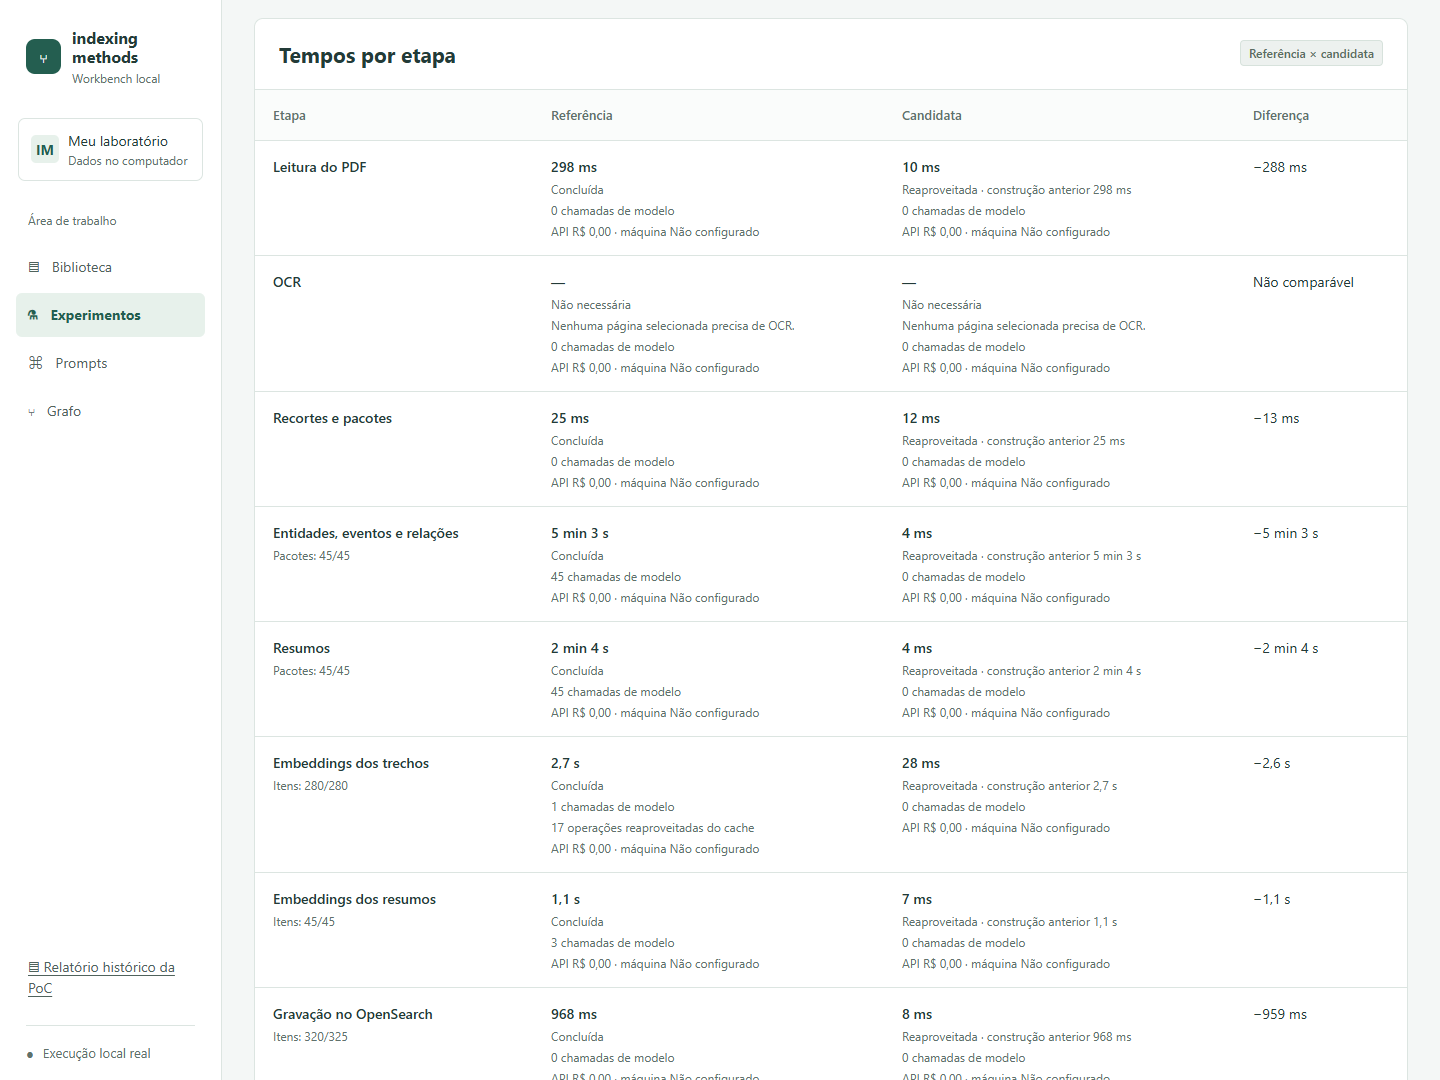 indexing
methods
Workbench local
IM
Meu laboratório
Dados no computador
Área de trabalho
Biblioteca
Experimentos
Prompts
Grafo
Relatório histórico da
PoC
Execução local real
Tempos por etapa
Referência × candidata
Etapa Referência Candidata Diferença
Leitura do PDF 298 ms 10 ms −288 ms
Concluída Reaproveitada · construção anterior 298 ms
0 chamadas de modelo 0 chamadas de modelo
API R$ 0,00 · máquina Não configurado API R$ 0,00 · máquina Não configurado
OCR — — Não comparável
Não necessária Não necessária
Nenhuma página selecionada precisa de OCR. Nenhuma página selecionada precisa de OCR.
0 chamadas de modelo 0 chamadas de modelo
API R$ 0,00 · máquina Não configurado API R$ 0,00 · máquina Não configurado
Recortes e pacotes 25 ms 12 ms −13 ms
Concluída Reaproveitada · construção anterior 25 ms
0 chamadas de modelo 0 chamadas de modelo
API R$ 0,00 · máquina Não configurado API R$ 0,00 · máquina Não configurado
Entidades, eventos e relações 5 min 3 s 4 ms −5 min 3 s
Pacotes: 45/45 Concluída Reaproveitada · construção anterior 5 min 3 s
45 chamadas de modelo 0 chamadas de modelo
API R$ 0,00 · máquina Não configurado API R$ 0,00 · máquina Não configurado
Resumos 2 min 4 s 4 ms −2 min 4 s
Pacotes: 45/45 Concluída Reaproveitada · construção anterior 2 min 4 s
45 chamadas de modelo 0 chamadas de modelo
API R$ 0,00 · máquina Não configurado API R$ 0,00 · máquina Não configurado
Embeddings dos trechos 2,7 s 28 ms −2,6 s
Itens: 280/280 Concluída Reaproveitada · construção anterior 2,7 s
1 chamadas de modelo 0 chamadas de modelo
17 operações reaproveitadas do cache API R$ 0,00 · máquina Não configurado
API R$ 0,00 · máquina Não configurado
Embeddings dos resumos 1,1 s 7 ms −1,1 s
Itens: 45/45 Concluída Reaproveitada · construção anterior 1,1 s
3 chamadas de modelo 0 chamadas de modelo
API R$ 0,00 · máquina Não configurado API R$ 0,00 · máquina Não configurado
Gravação no OpenSearch 968 ms 8 ms −959 ms
Itens: 320/325 Concluída Reaproveitada · construção anterior 968 ms
0 chamadas de modelo 0 chamadas de modelo
API R$ 0,00 · máquina Não configurado API R$ 0,00 · máquina Não configurado